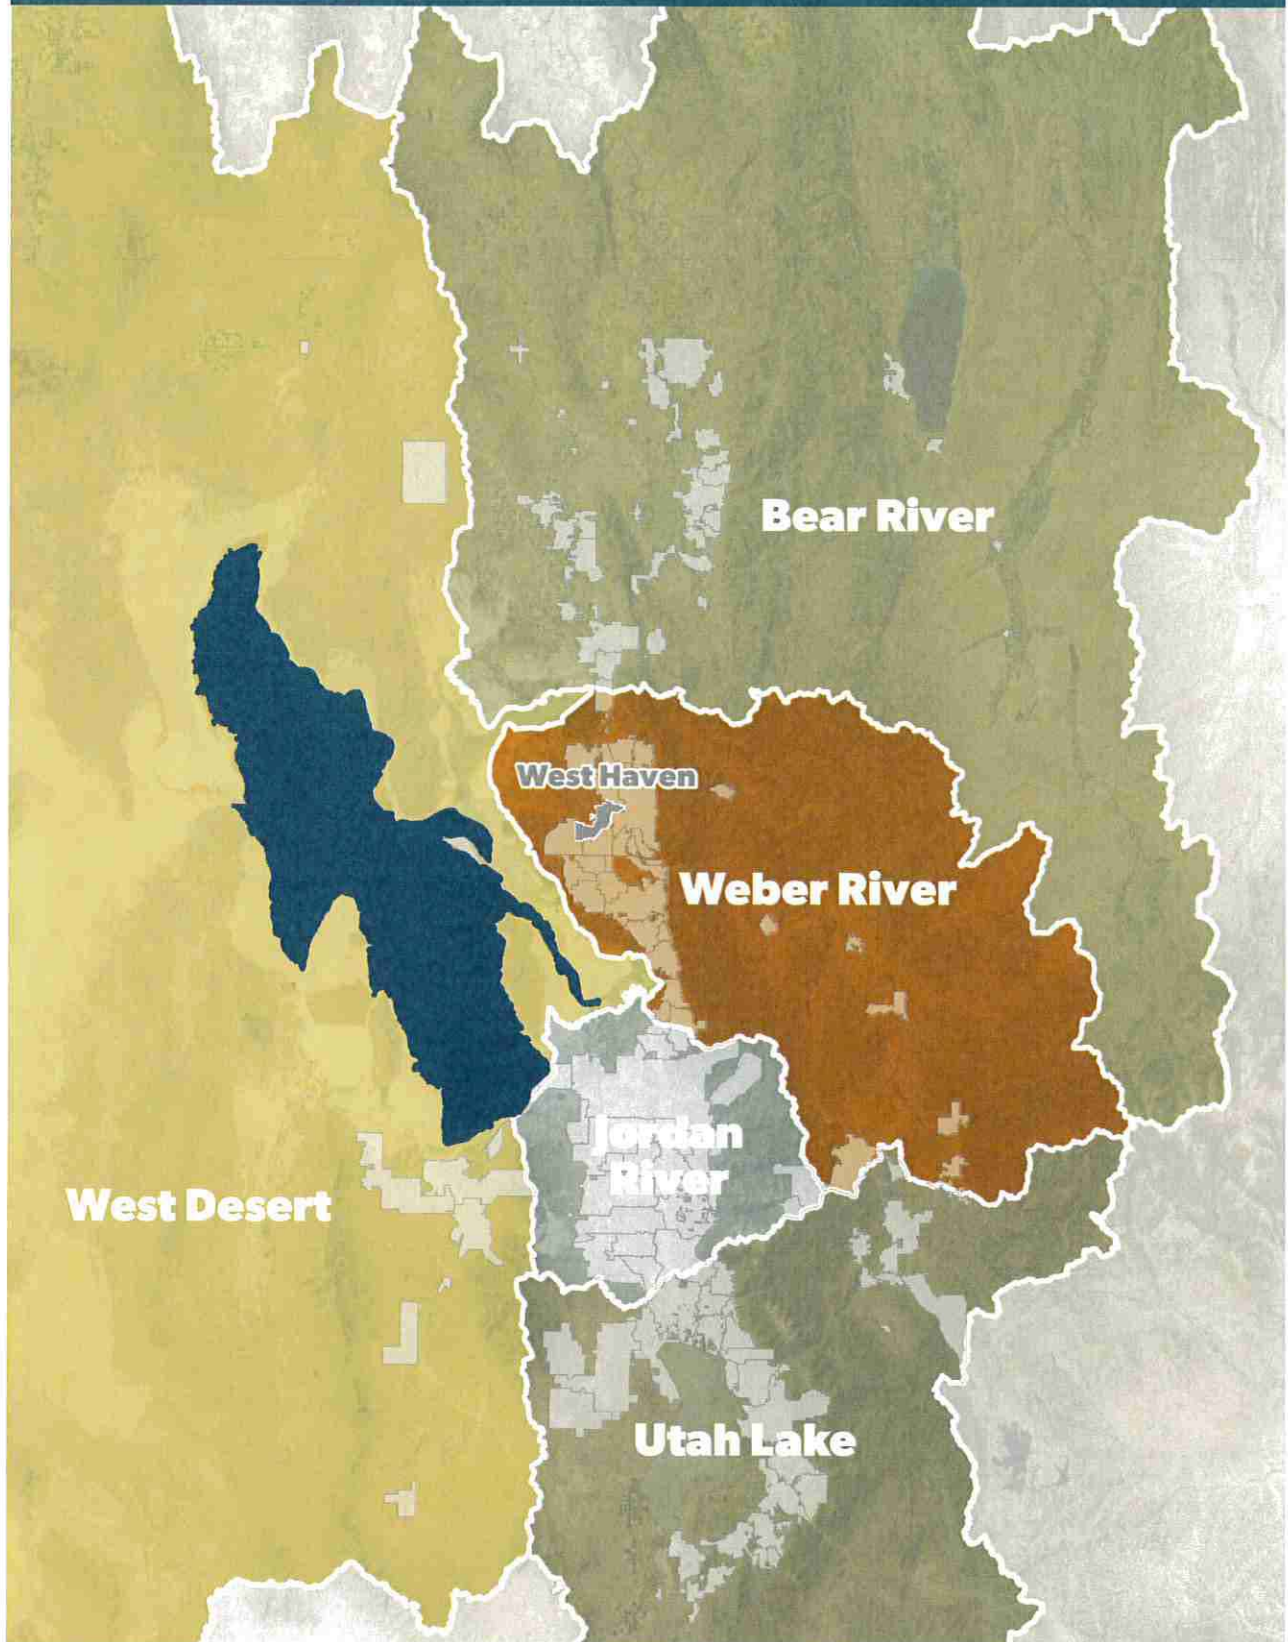 Bear River
West Haven
Weber River
Jordan
River
West Desert
Utah Lake